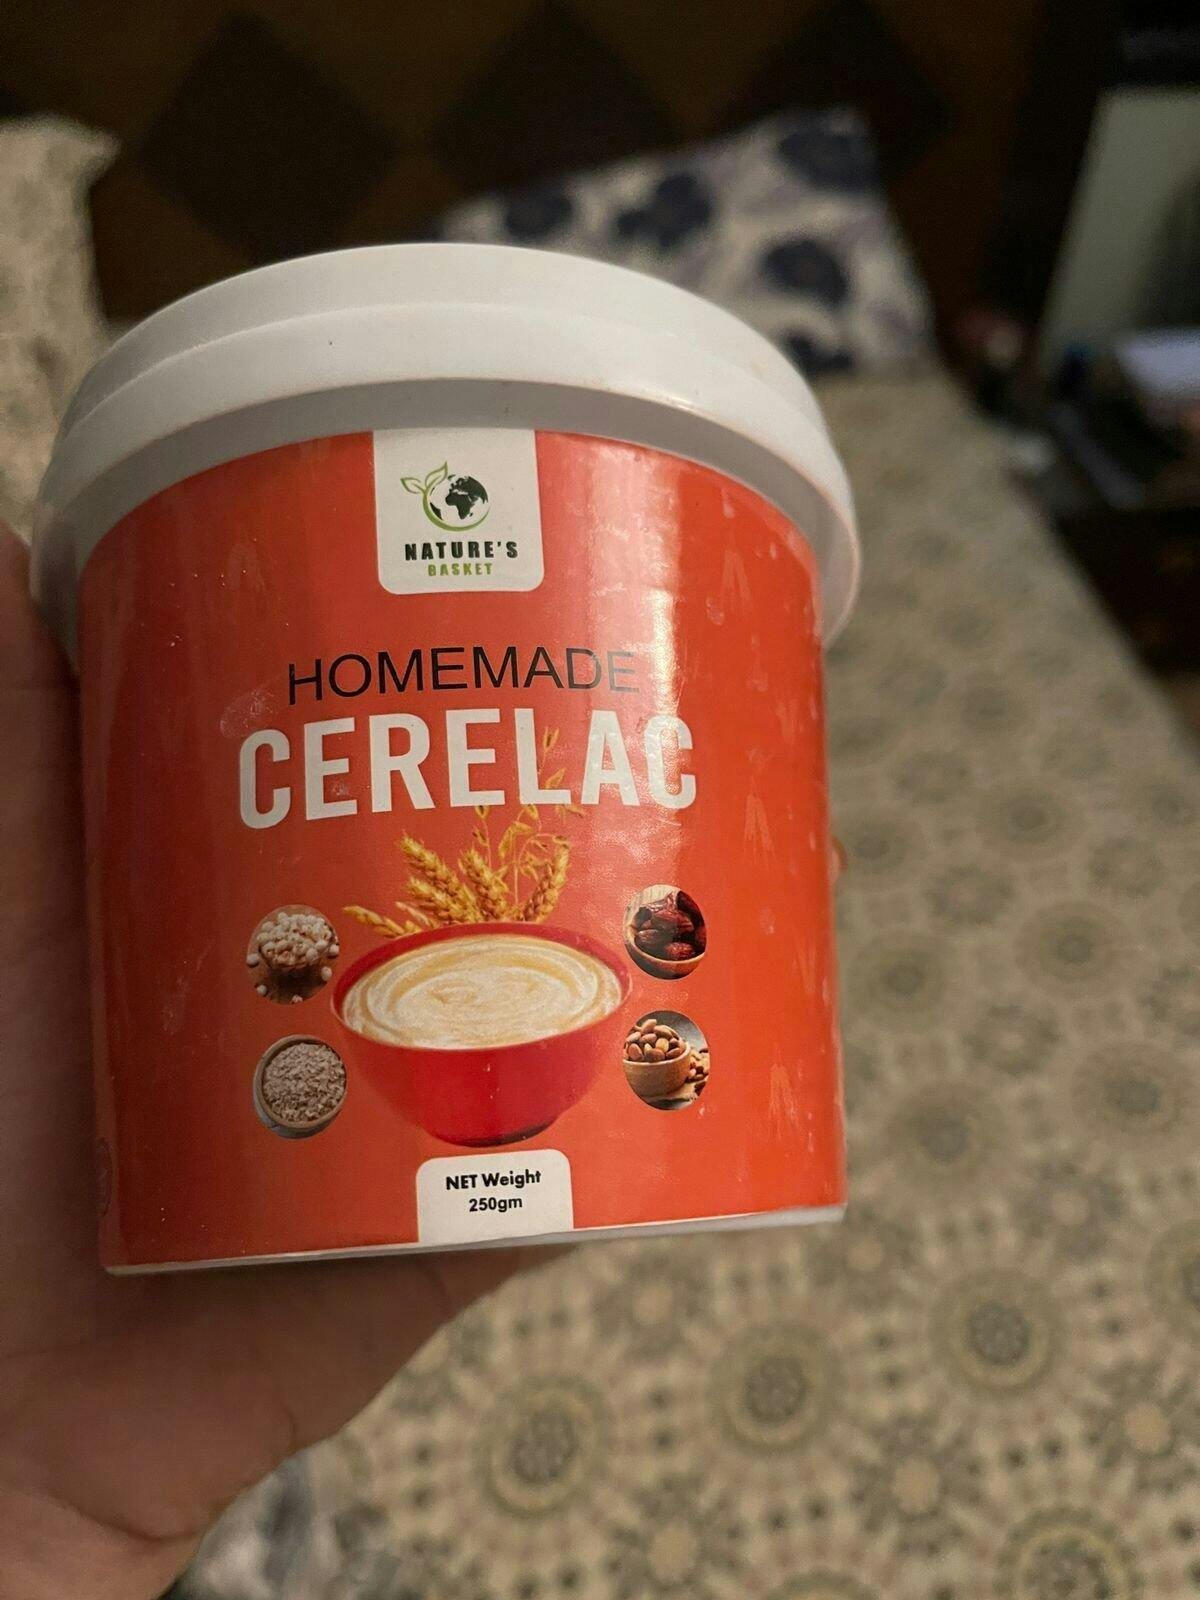 NATURE'S
BASKET
HOMEMADE
CERELAC
NET Weight
250gm